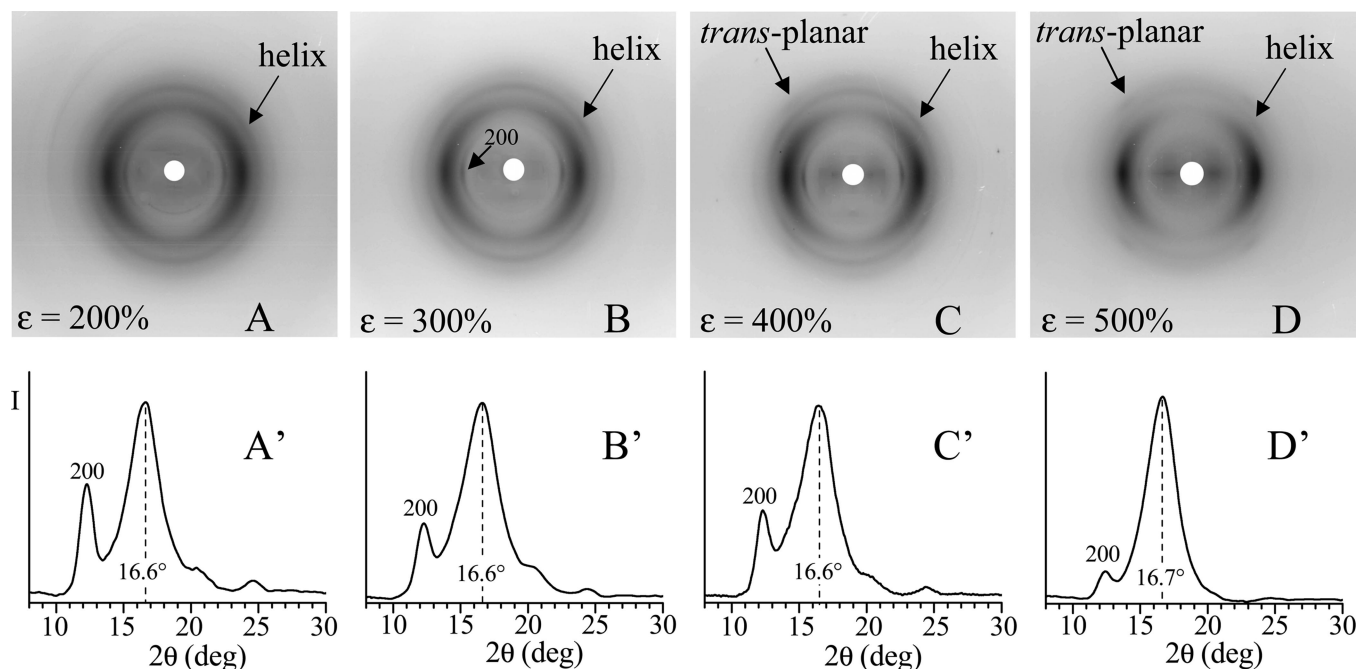 helix
ε = 200%
A
helix
200
ε = 300%
B
trans-planar
helix
ε = 400%
C
trans-planar
helix
ε = 500%
D
I
200
16.6°
A’
10 15 20 25 30
2θ (deg)
200
16.6°
B’
10 15 20 25 30
2θ (deg)
200
16.6°
C’
10 15 20 25 30
2θ (deg)
200
16.7°
D’
10 15 20 25 30
2θ (deg)